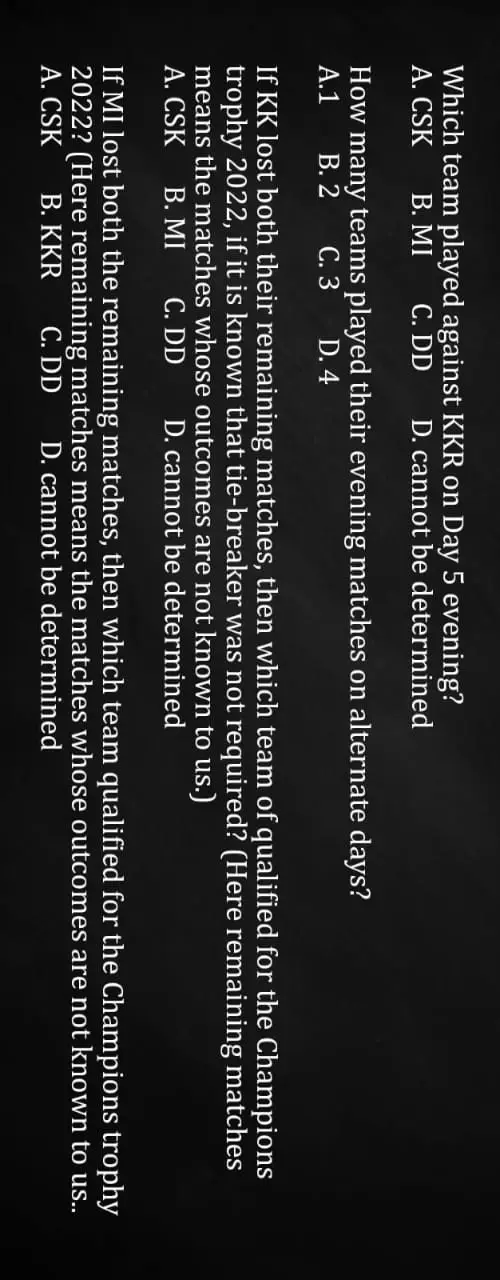 Which team played against KKR on Day 5 evening?
A. CSK B. MI C. DD D. cannot be determined
How many teams played their evening matches on alternate days?
A.1 B. 2 C. 3 D. 4
If KK lost both their remaining matches, then which team of qualified for the Champions
trophy 2022, if it is known that tie-breaker was not required? (Here remaining matches
means the matches whose outcomes are not known to us.)
A. CSK B. MI C. DD D. cannot be determined
If MI lost both the remaining matches, then which team qualified for the Champions trophy
2022? (Here remaining matches means the matches whose outcomes are not known to us..
A. CSK B. KKR C. DD D. cannot be determined